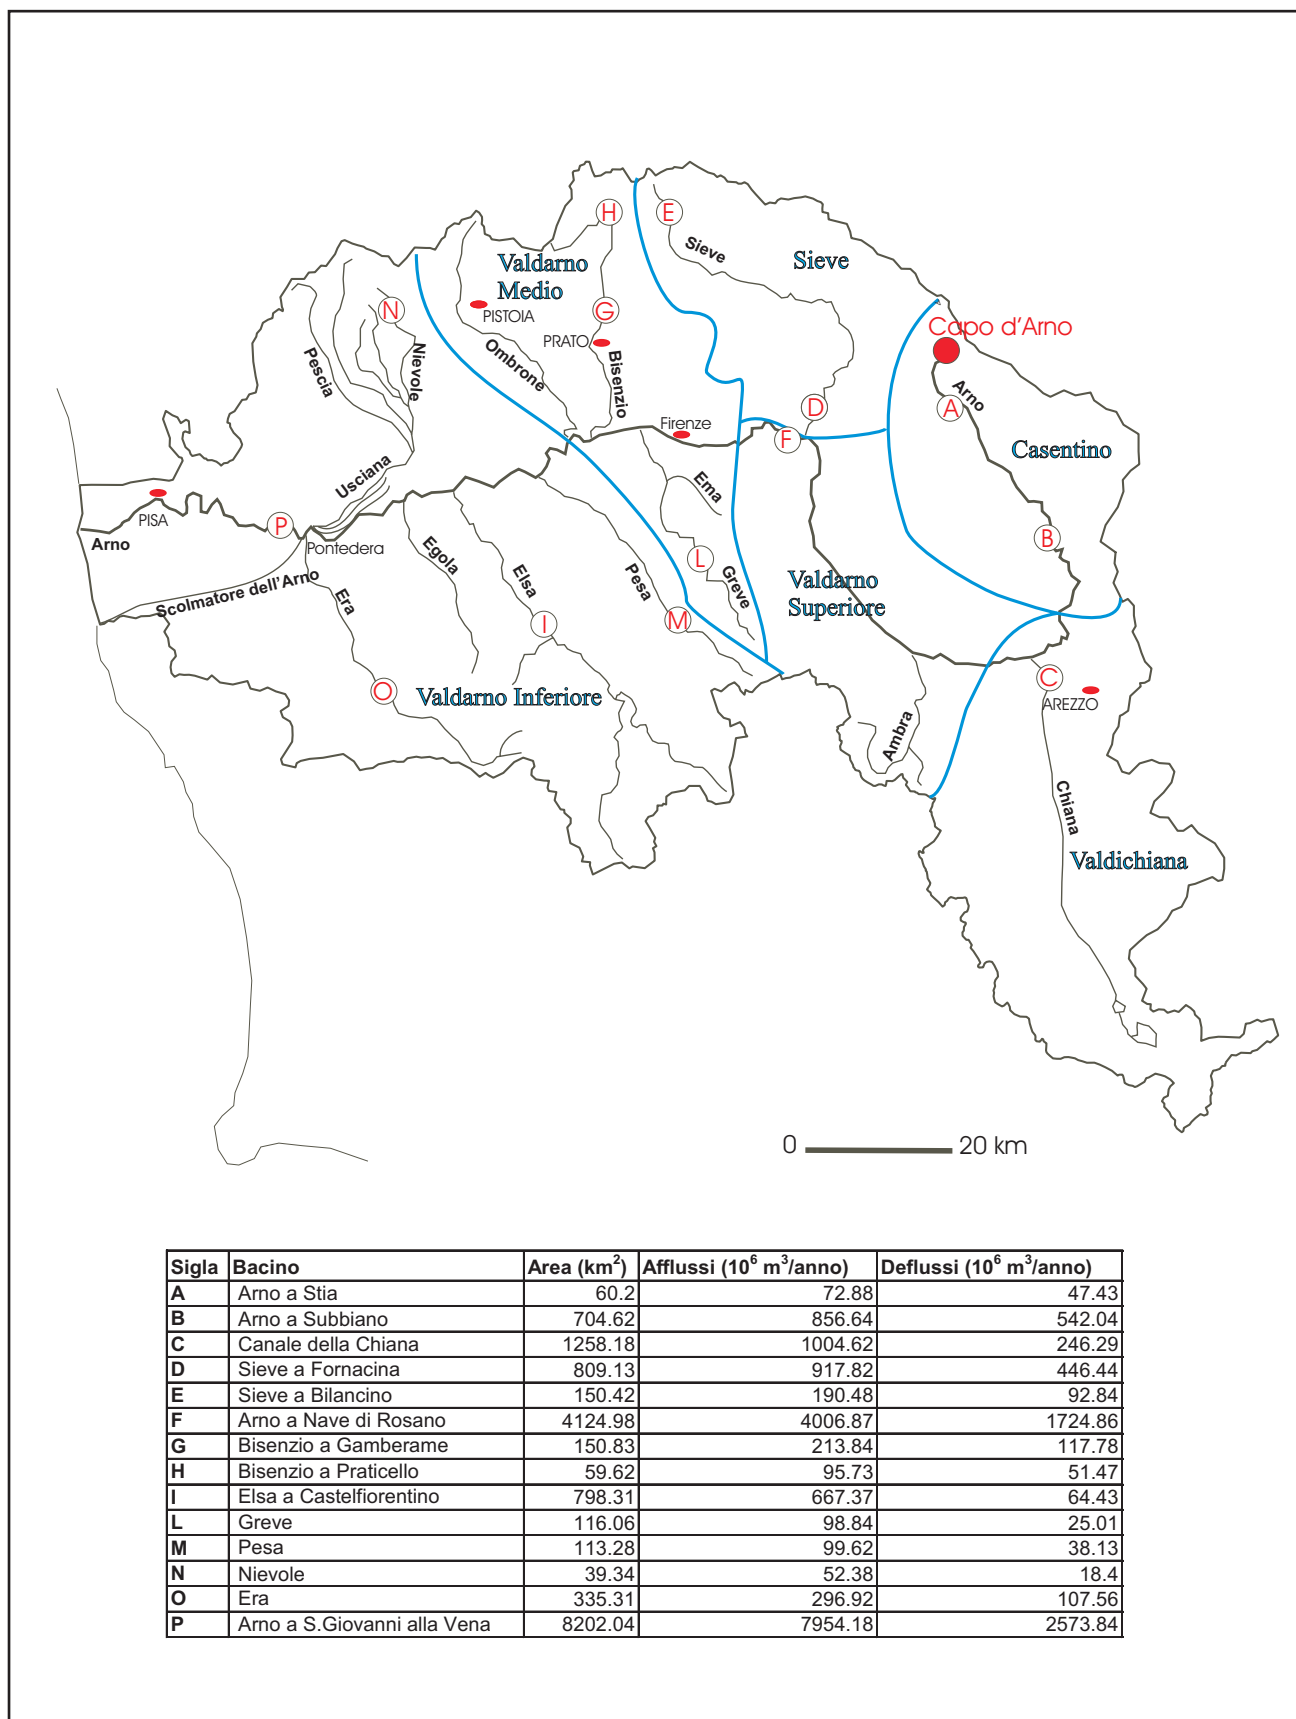 H
E
Sieve
Sieve
Valdarno
Medio
N
PISTOIA
G
Capo d'Arno
PRATO
Pescia
Nievole
Ombrone
Bisenzio
Arno
D
A
Firenze
F
Casentino
Usciana
Ema
PISA
P
Pontedera
Arno
B
Egola
Elsa
L
Scolmatore dell'Arno
Era
Pesa
Greve
Valdarno
Superiore
I
M
C
O
Valdarno Inferiore
AREZZO
Ambra
Chiana
Valdichiana
0 20 km
Sigla Bacino Area (km²) Afflussi (10⁶ m³/anno) Deflussi (10⁶ m³/anno)
A Arno a Stia 60.2 72.88 47.43
B Arno a Subbiano 704.62 856.64 542.04
C Canale della Chiana 1258.18 1004.62 246.29
D Sieve a Fornacina 809.13 917.82 446.44
E Sieve a Bilancino 150.42 190.48 92.84
F Arno a Nave di Rosano 4124.98 4006.87 1724.86
G Bisenzio a Gamberame 150.83 213.84 117.78
H Bisenzio a Praticello 59.62 95.73 51.47
I Elsa a Castelfiorentino 798.31 667.37 64.43
L Greve 116.06 98.84 25.01
M Pesa 113.28 99.62 38.13
N Nievole 39.34 52.38 18.4
O Era 335.31 296.92 107.56
P Arno a S.Giovanni alla Vena 8202.04 7954.18 2573.84